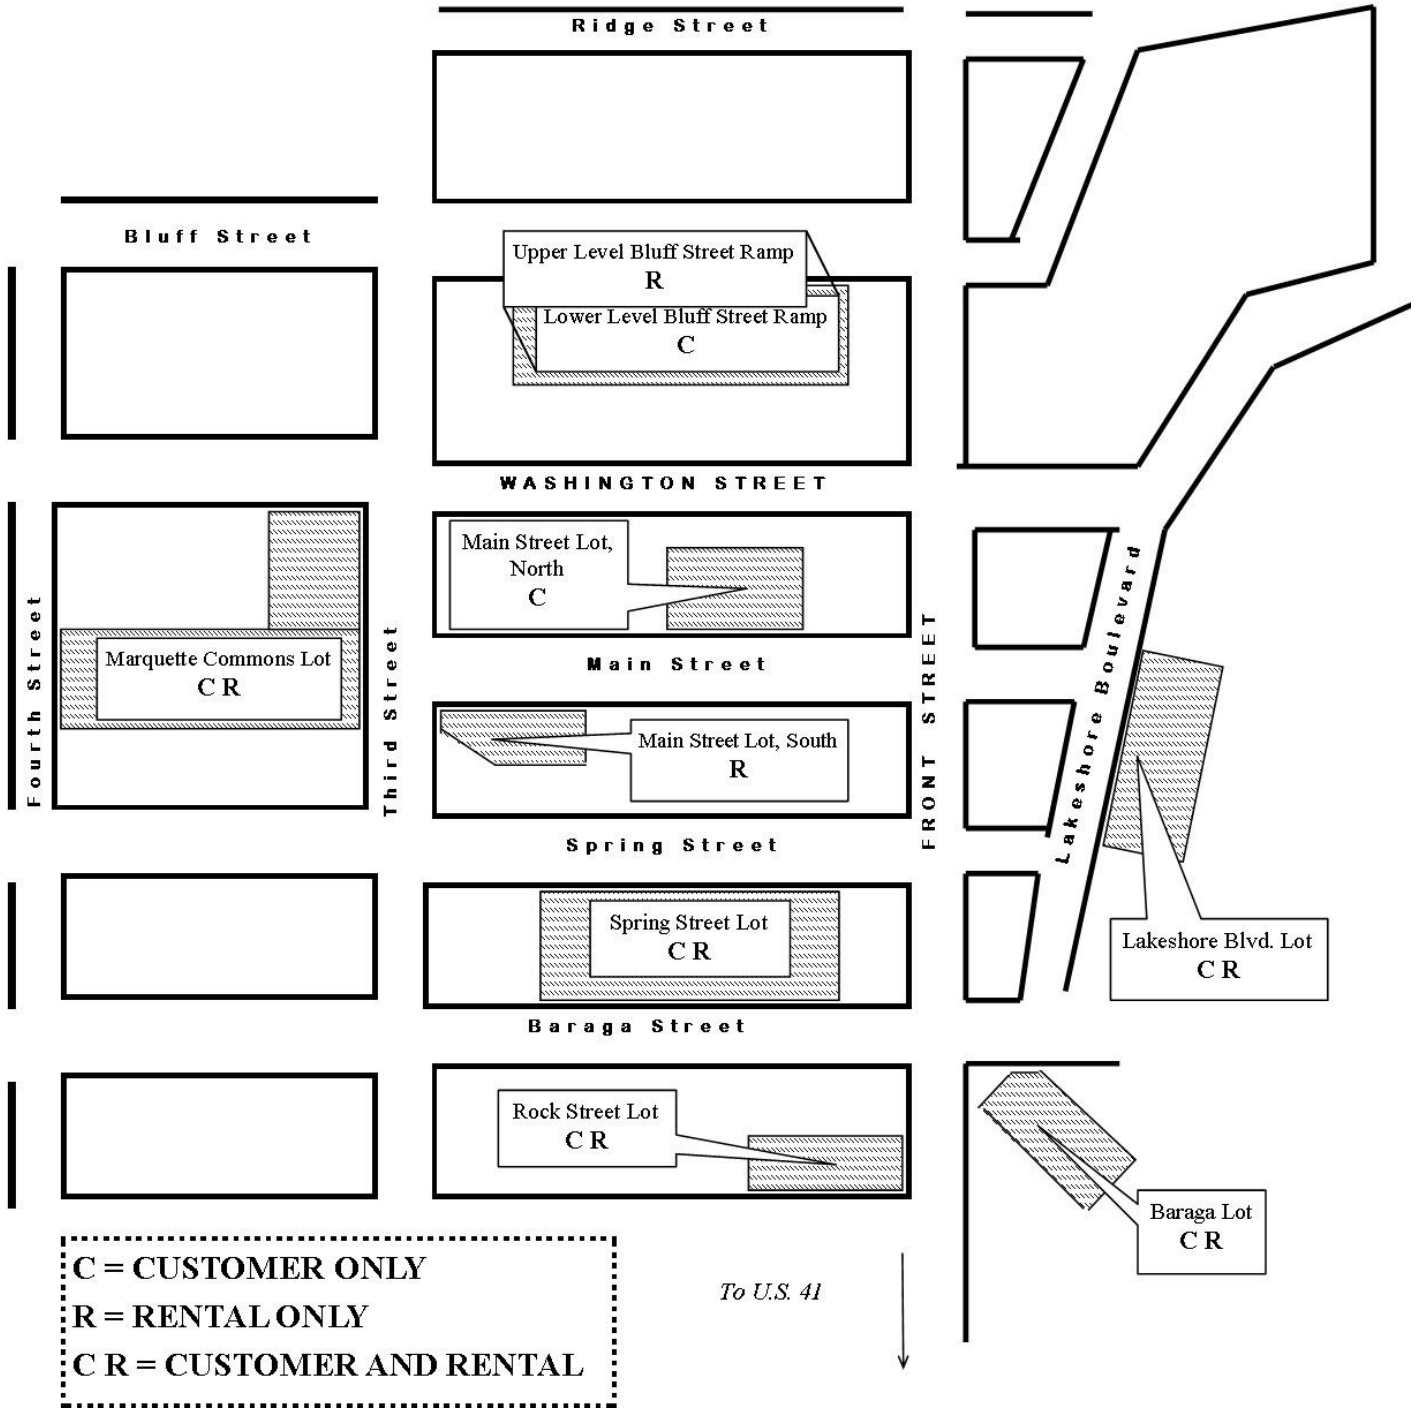 Ridge Street
Bluff Street
Upper Level Bluff Street Ramp
R
Lower Level Bluff Street Ramp
C
WASHINGTON STREET
Main Street Lot,
North
C
Fourth Street
Marquette Commons Lot
C R
Third Street
Main Street
FRONT STREET
Lakeshore Boulevard
Main Street Lot, South
R
Spring Street
Spring Street Lot
C R
Lakeshore Blvd. Lot
C R
Baraga Street
Rock Street Lot
C R
Baraga Lot
C R
C = CUSTOMER ONLY
R = RENTAL ONLY
C R = CUSTOMER AND RENTAL
To U.S. 41